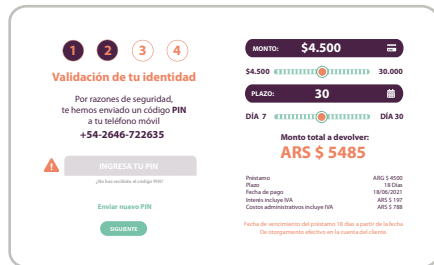 1 2 3 4
Validación de tu identidad
Por razones de seguridad,
te hemos enviado un código PIN
a tu teléfono móvil
+54-2646-722635
INGRESA TU PIN
¿No has recibido el código PIN?
Enviar nuevo PIN
SIGUIENTE
MONTO: $4.500
$4.500 30.000
PLAZO: 30
DÍA 7 DÍA 30
Monto total a devolver:
ARS $ 5485
Préstamo ARG $ 4500
Plazo 18 Días
Fecha de pago 18/06/2021
Interés incluye IVA ARS $ 197
Costos administrativos incluye IVA ARS $ 788
Fecha de vencimiento del préstamo 18 días a partir de la fecha
De otorgamiento efectivo en la cuenta del cliente.